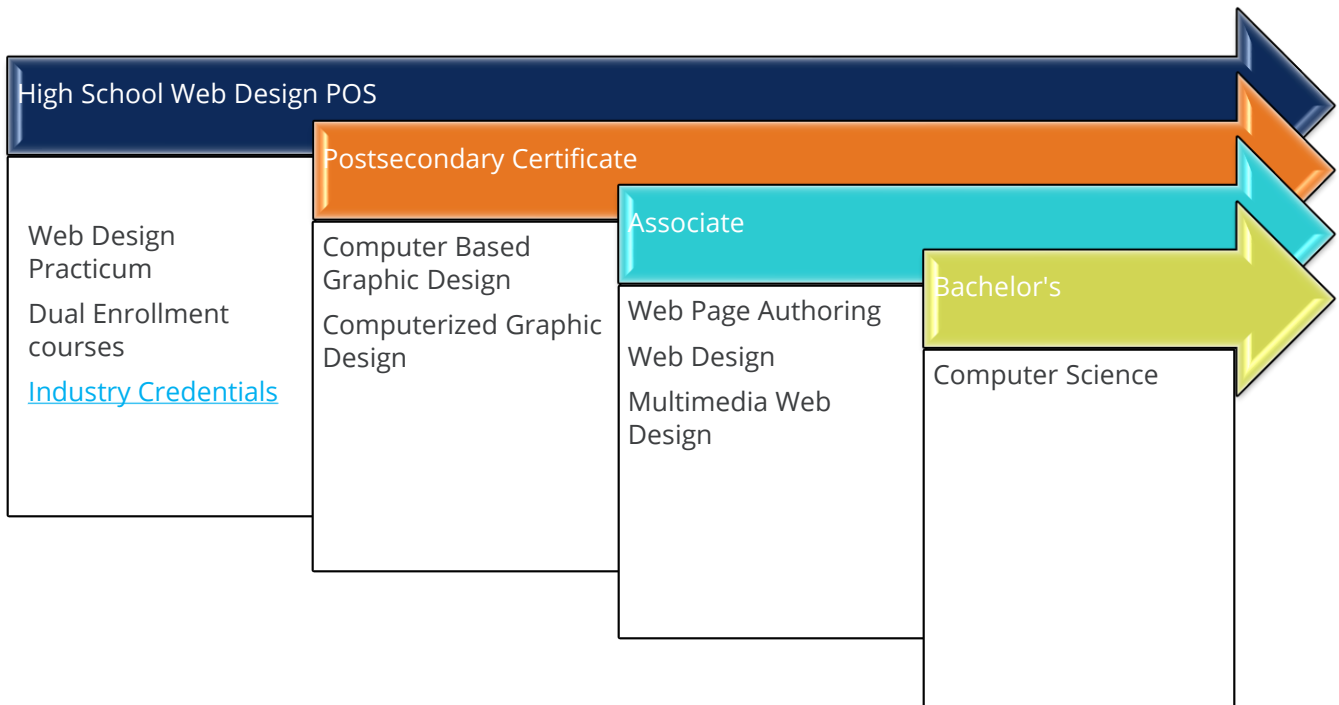 High School Web Design POS
Web Design
Practicum
Dual Enrollment
courses
Industry Credentials
Postsecondary Certificate
Computer Based
Graphic Design
Computerized Graphic
Design
Associate
Web Page Authoring
Web Design
Multimedia Web
Design
Bachelor's
Computer Science